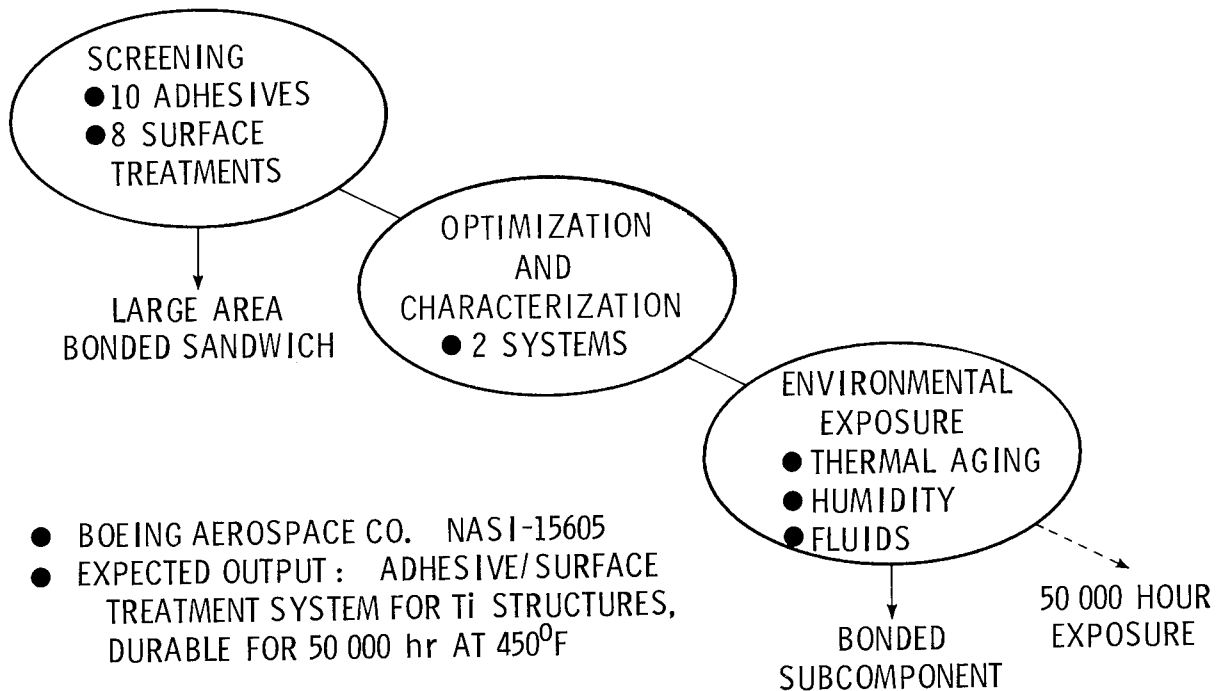 SCREENING
● 10 ADHESIVES
● 8 SURFACE
TREATMENTS
LARGE AREA
BONDED SANDWICH
OPTIMIZATION
AND
CHARACTERIZATION
● 2 SYSTEMS
ENVIRONMENTAL
EXPOSURE
● THERMAL AGING
● HUMIDITY
● FLUIDS
BONDED
SUBCOMPONENT
50 000 HOUR
EXPOSURE
● BOEING AEROSPACE CO. NASI-15605
● EXPECTED OUTPUT: ADHESIVE/SURFACE
TREATMENT SYSTEM FOR Ti STRUCTURES,
DURABLE FOR 50 000 hr AT 450⁰F